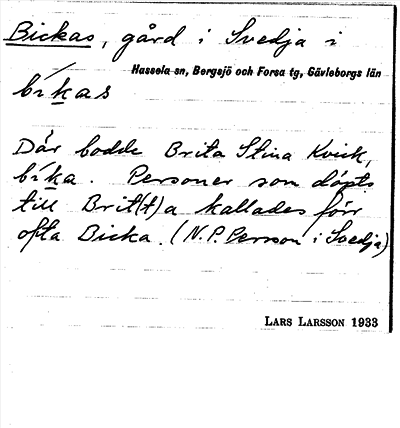 Bickas, gård i Svedja i
Hassela sn, Bergsjö och Forsa tg, Gävleborgs län
bíkas
Där bodde Brita Stina Kvick,
bíka. Personer som döpts
till Brit(t)a kallades förr
ofta Bicka. (N.P. Persson i Svedja)
LARS LARSSON 1933